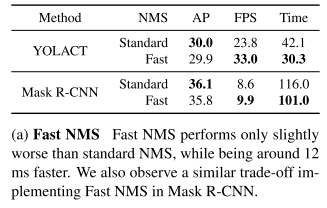 Method NMS AP FPS Time
YOLACT Standard 30.0 23.8 42.1
Fast 29.9 33.0 30.3
Mask R-CNN Standard 36.1 8.6 116.0
Fast 35.8 9.9 101.0
(a) Fast NMS Fast NMS performs only slightly
worse than standard NMS, while being around 12
ms faster. We also observe a similar trade-off im-
plementing Fast NMS in Mask R-CNN.